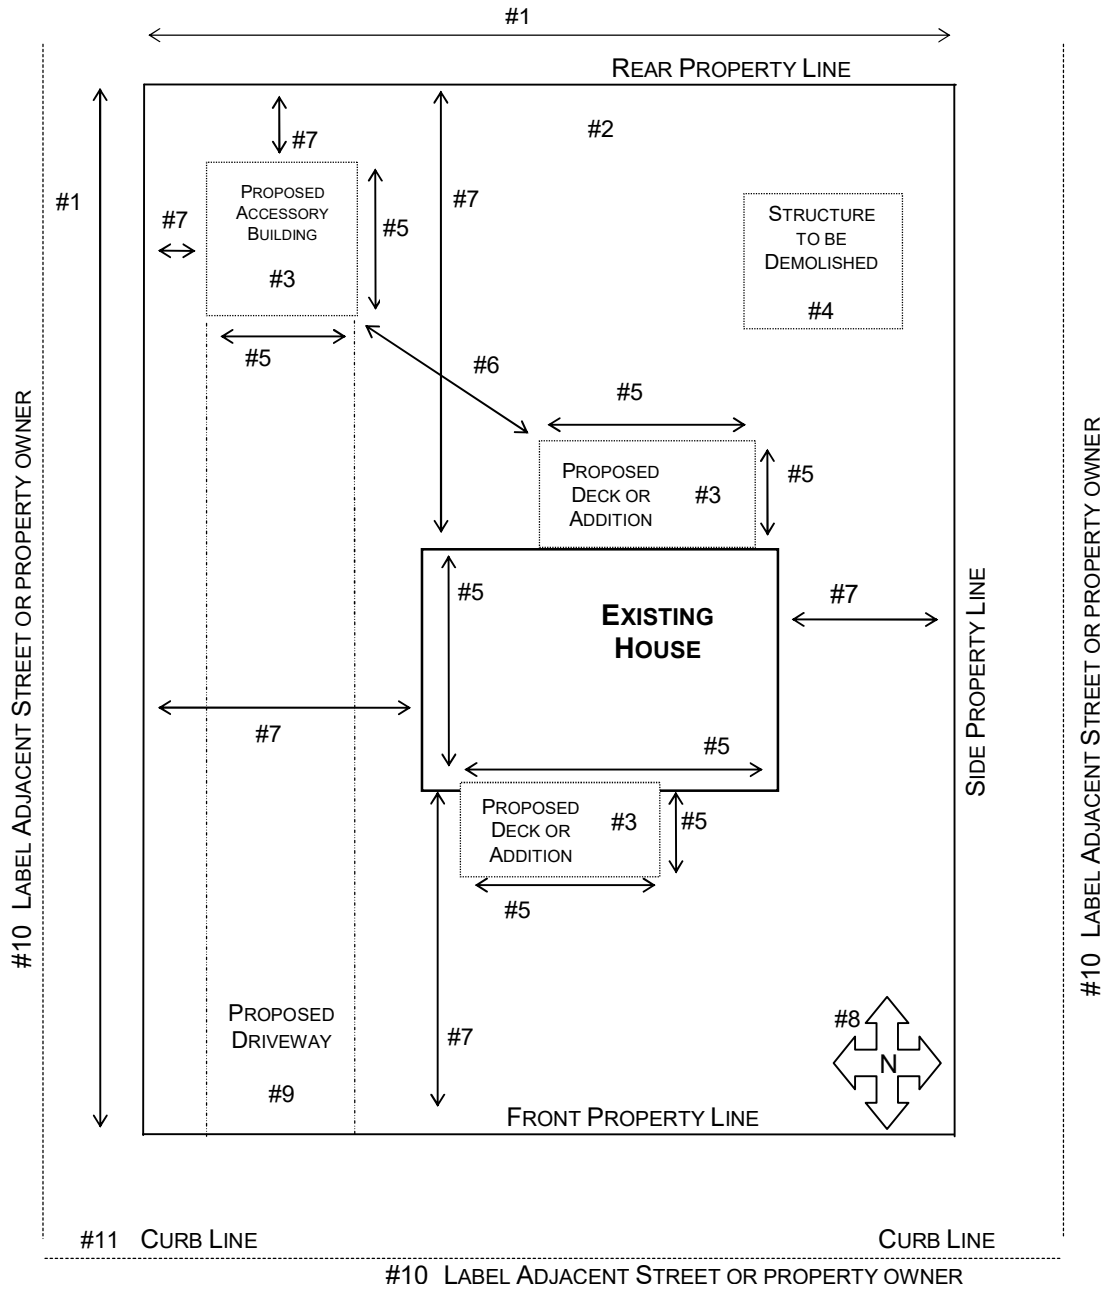 #1
REAR PROPERTY LINE
#2
#7
#7
#1
#7
PROPOSED
ACCESSORY
BUILDING
#3
#5
STRUCTURE
TO BE
DEMOLISHED
#4
#5
#6
#5
PROPOSED
DECK OR
ADDITION
#3
#5
#5
EXISTING
HOUSE
#7
#7
#5
PROPOSED
DECK OR
ADDITION
#3
#5
#5
SIDE PROPERTY LINE
#10 LABEL ADJACENT STREET OR PROPERTY OWNER
#10 LABEL ADJACENT STREET OR PROPERTY OWNER
PROPOSED
DRIVEWAY
#9
#7
#8
N
FRONT PROPERTY LINE
#11 CURB LINE
CURB LINE
#10 LABEL ADJACENT STREET OR PROPERTY OWNER